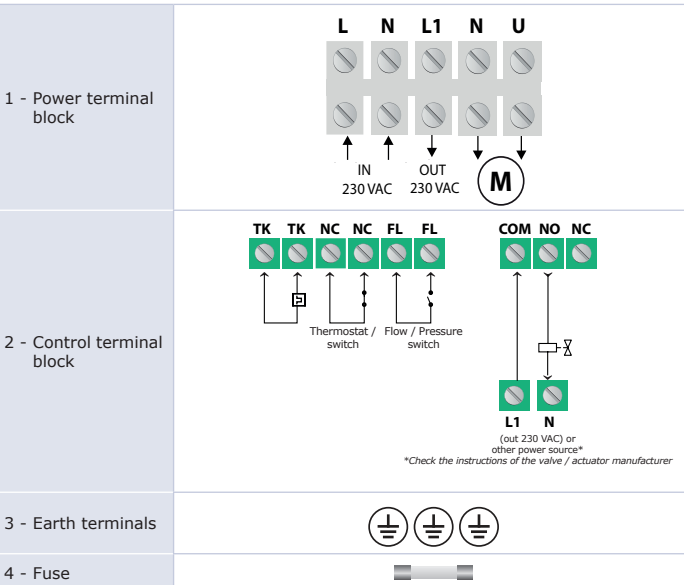 L N L1 N U
1 - Power terminal
block
IN
230 VAC
OUT
230 VAC
M
TK TK NC NC FL FL
COM NO NC
2 - Control terminal
block
Thermostat /
switch
Flow / Pressure
switch
L1 N
(out 230 VAC) or
other power source*
*Check the instructions of the valve / actuator manufacturer
3 - Earth terminals
4 - Fuse